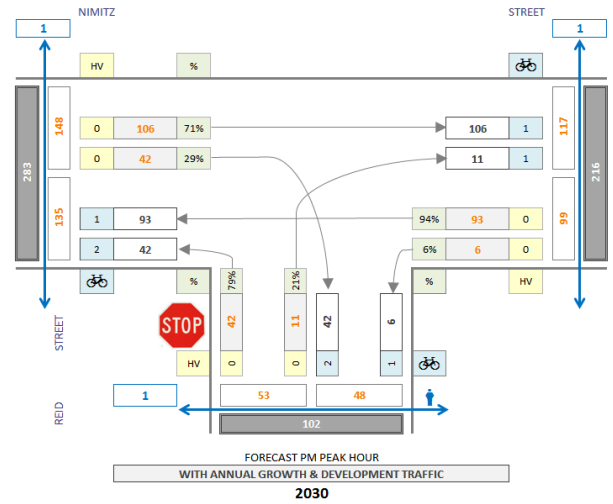 NIMITZ STREET
1 1
HV %
148 0 106 71% 106 1 117
283 0 42 29% 11 1 216
135 1 93 94% 93 0 99
2 42 6% 6 0
% 79% 21% % HV
STREET STOP 42 11 42 6
HV 0 0 2 1
REID 1 53 48
102
FORECAST PM PEAK HOUR
WITH ANNUAL GROWTH & DEVELOPMENT TRAFFIC
2030